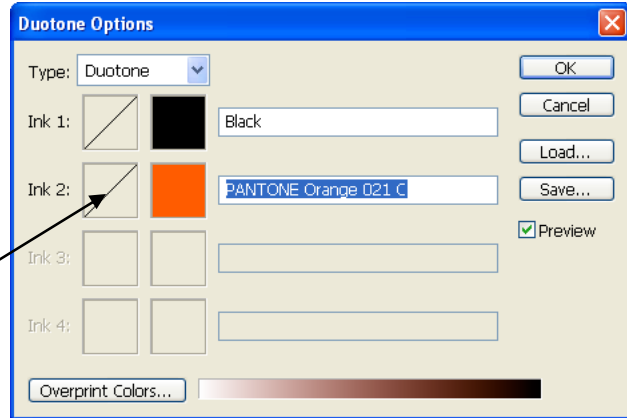 Duotone Options
Type: Duotone
OK
Ink 1: Black
Cancel
Load...
Ink 2: PANTONE Orange 021 C
Save...
Preview
Ink 3:
Ink 4:
Overprint Colors...